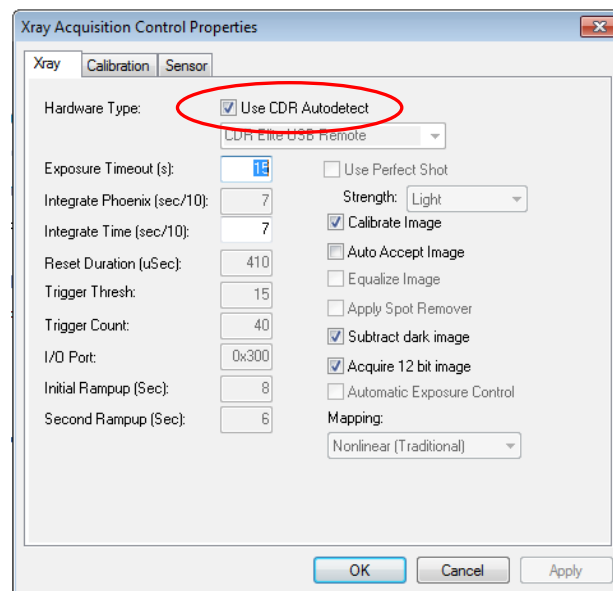 Xray Acquisition Control Properties
Xray Calibration Sensor
Hardware Type: Use CDR Autodetect
CDR Elite USB Remote
Exposure Timeout (s): 15 Use Perfect Shot
Integrate Phoenix (sec/10): 7 Strength: Light
Integrate Time (sec/10): 7 Calibrate Image
Auto Accept Image
Reset Duration (uSec): 410 Equalize Image
Trigger Thresh: 15 Apply Spot Remover
Trigger Count: 40 Subtract dark image
I/O Port: 0x300 Acquire 12 bit image
Initial Rampup (Sec): 8 Automatic Exposure Control
Second Rampup (Sec): 6 Mapping:
Nonlinear (Traditional)
OK Cancel Apply